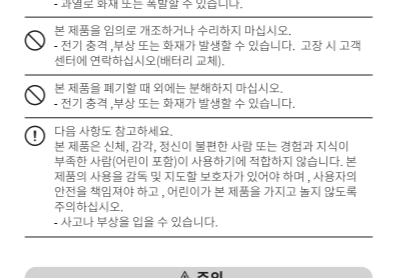 - 과열로 화재 또는 폭발할 수 있습니다.
본 제품을 임의로 개조하거나 수리하지 마십시오.
- 전기 충격 ,부상 또는 화재가 발생할 수 있습니다. 고장 시 고객
센터에 연락하십시오(배터리 교체).
본 제품을 폐기할 때 외에는 분해하지 마십시오.
- 전기 충격 ,부상 또는 화재가 발생할 수 있습니다.
다음 사항도 참고하세요.
본 제품은 신체, 감각, 정신이 불편한 사람 또는 경험과 지식이
부족한 사람(어린이 포함)이 사용하기에 적합하지 않습니다. 본
제품의 사용을 감독 및 지도할 보호자가 있어야 하며 , 사용자의
안전을 책임져야 하고 , 어린이가 본 제품을 가지고 놀지 않도록
주의하십시오.
- 사고나 부상을 입을 수 있습니다.
주의